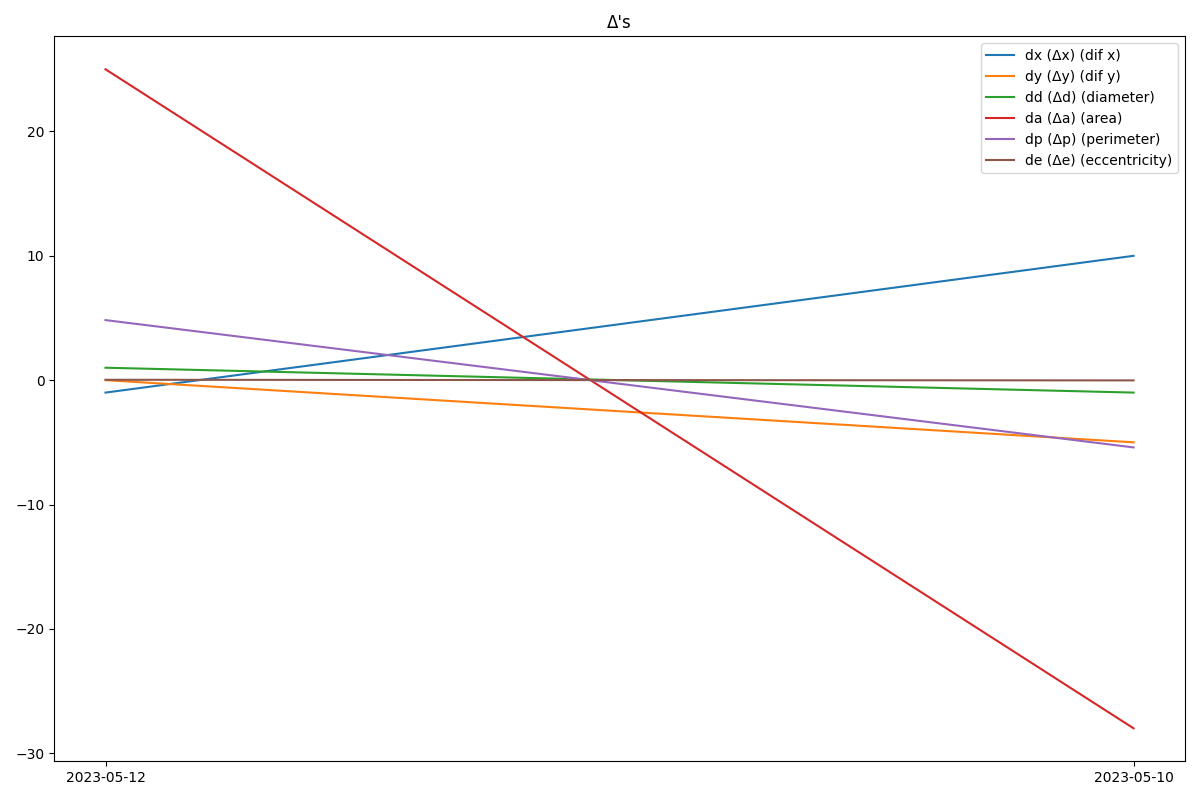 Δ's
dx (Δx) (dif x)
dy (Δy) (dif y)
dd (Δd) (diameter)
da (Δa) (area)
dp (Δp) (perimeter)
de (Δe) (eccentricity)
20
10
0
−10
−20
−30
2023-05-12
2023-05-10